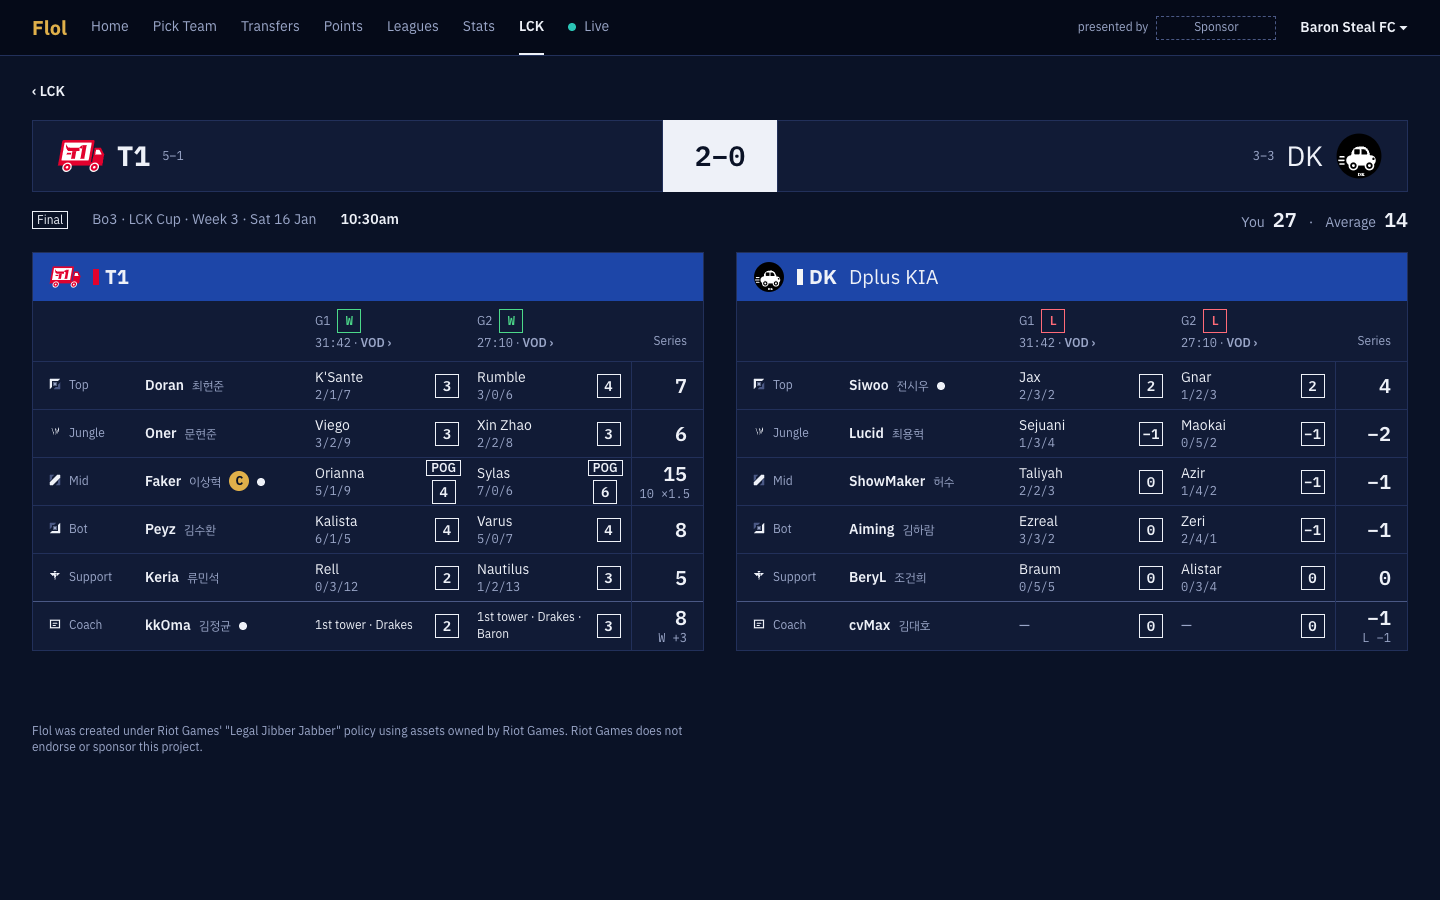 Flol Home Pick Team Transfers Points Leagues Stats LCK Live presented by Sponsor Baron Steal FC
‹ LCK
T1 T1 5–1 2–0 3–3 DK DK
Final Bo3 · LCK Cup · Week 3 · Sat 16 Jan 10:30am You 27 · Average 14
T1 T1
G1 W G2 W
31:42 · VOD › 27:10 · VOD › Series
Top Doran 최현준 K'Sante 3 Rumble 4 7
2/1/7 3/0/6
Jungle Oner 문현준 Viego 3 Xin Zhao 3 6
3/2/9 2/2/8
Mid Faker 이상혁 C Orianna POG 4 Sylas POG 6 15
5/1/9 7/0/6 10 ×1.5
Bot Peyz 김수환 Kalista 4 Varus 4 8
6/1/5 5/0/7
Support Keria 류민석 Rell 2 Nautilus 3 5
0/3/12 1/2/13
Coach kkOma 김정균 1st tower · Drakes 2 1st tower · Drakes · Baron 3 8
W +3
DK Dplus KIA
G1 L G2 L
31:42 · VOD › 27:10 · VOD › Series
Top Siwoo 전시우 Jax 2 Gnar 2 4
2/3/2 1/2/3
Jungle Lucid 최용혁 Sejuani −1 Maokai −1 −2
1/3/4 0/5/2
Mid ShowMaker 허수 Taliyah 0 Azir −1 −1
2/2/3 1/4/2
Bot Aiming 김하람 Ezreal 0 Zeri −1 −1
3/3/2 2/4/1
Support BeryL 조건희 Braum 0 Alistar 0 0
0/5/5 0/3/4
Coach cvMax 김대호 — 0 — 0 −1
L −1
Flol was created under Riot Games' "Legal Jibber Jabber" policy using assets owned by Riot Games. Riot Games does not
endorse or sponsor this project.